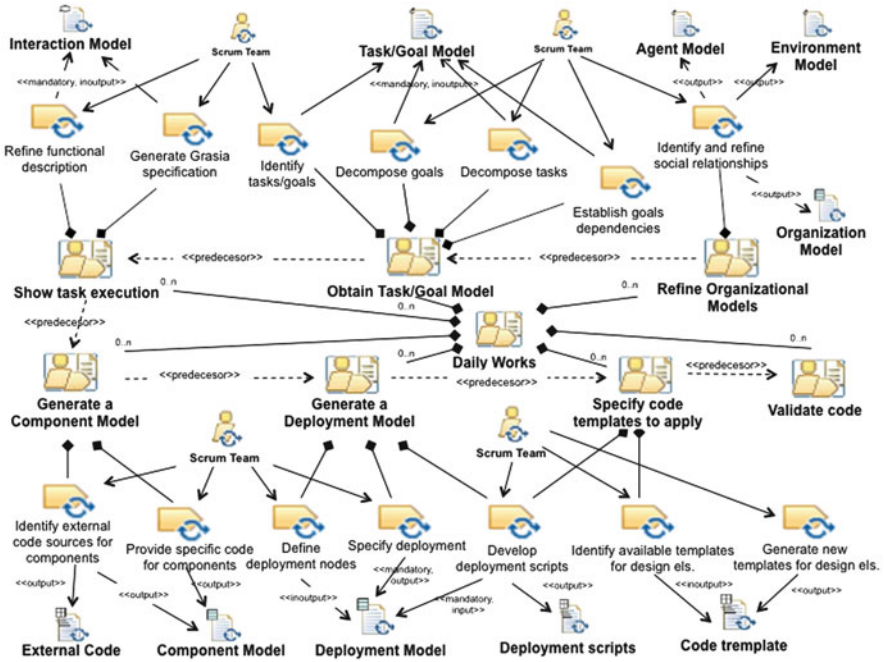 Interaction Model
Scrum Team
Task/Goal Model
Scrum Team
Agent Model
Environment
Model
<<mandatory, inoutput>>
<<mandatory, inoutput>>
<<output>>
<<output>>
Refine functional
description
Generate Grasia
specification
Identify
tasks/goals
Decompose goals
Decompose tasks
Identify and refine
social relationships
Establish goals
dependencies
<<output>>
Organization
Model
<<predecesor>>
<<predecesor>>
Show task execution
Obtain Task/Goal Model
Refine Organizational
Models
0..n
0..n
0..n
<<predecesor>>
0..n
0..n
0..n
0..n
Daily Works
<<predecesor>>
<<predecesor>>
<<predecesor>>
Generate a
Component Model
Generate a
Deployment Model
Specify code
templates to apply
Validate code
Scrum Team
Scrum Team
Identify external
code sources for
components
Provide specific code
for components
Define
deployment nodes
Specify deployment
Develop
deployment scripts
Identify available templates
for design els.
Generate new
templates for design els.
<<output>>
<<output>>
<<output>>
<<inoutput>>
<<mandatory,
output>>
<<mandatory,
input>>
<<output>>
<<inoutput>>
<<output>>
External Code
Component Model
Deployment Model
Deployment scripts
Code tremplate